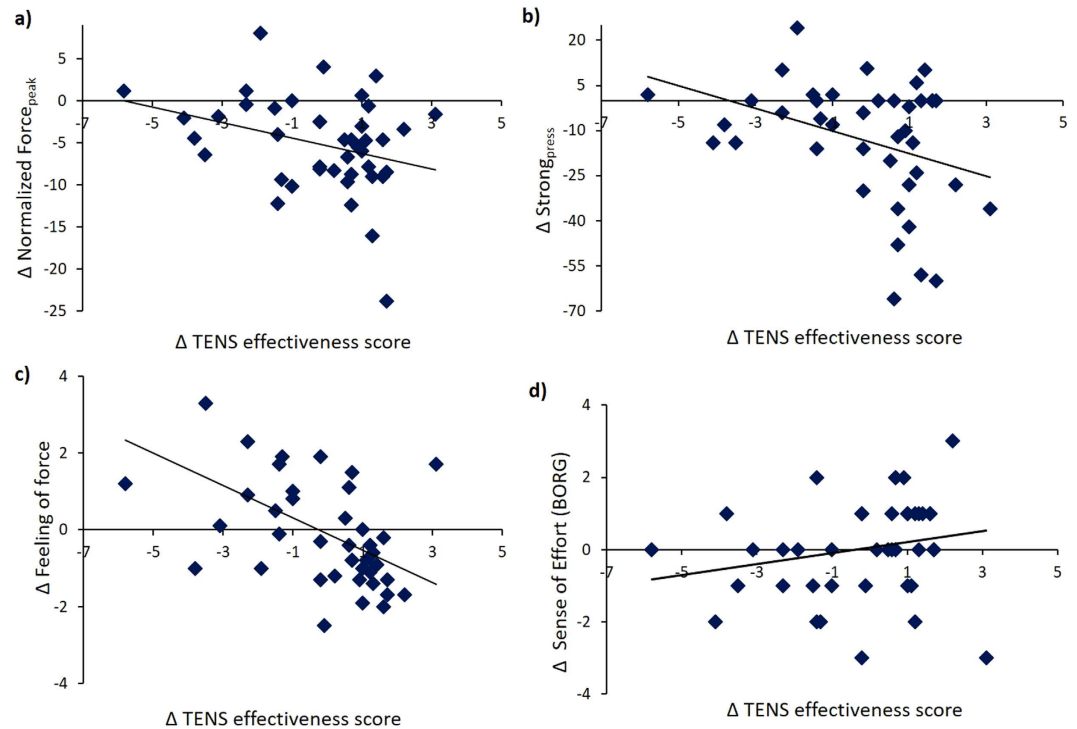 a)
5
0
-5
-10
-15
-20
-25
-7 -5 -3 -1 1 3 5
Δ Normalized Force_peak
Δ TENS effectiveness score
b)
20
5
-10
-25
-40
-55
-70
-7 -5 -3 -1 1 3 5
Δ Strong_press
Δ TENS effectiveness score
c)
4
2
0
-2
-4
-7 -5 -3 -1 1 3 5
Δ Feeling of force
Δ TENS effectiveness score
d)
4
2
0
-2
-4
-7 -5 -3 -1 1 3 5
Δ Sense of Effort (BORG)
Δ TENS effectiveness score